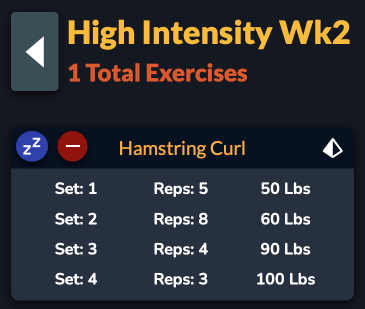 High Intensity Wk2
1 Total Exercises
zZ Hamstring Curl
Set: 1 Reps: 5 50 Lbs
Set: 2 Reps: 8 60 Lbs
Set: 3 Reps: 4 90 Lbs
Set: 4 Reps: 3 100 Lbs